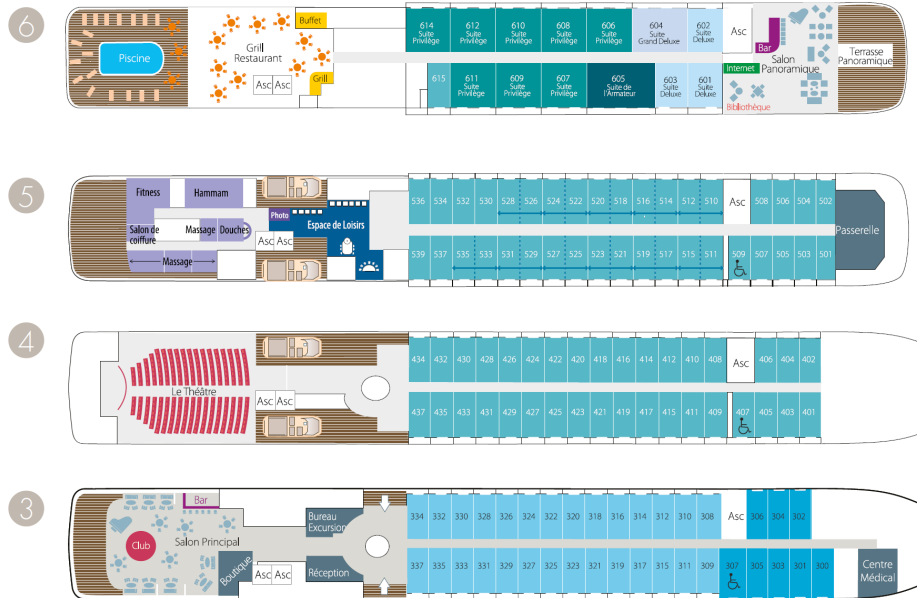 6
Piscine
Grill
Restaurant
Buffet
Asc Asc
Grill
614
Suite
Privilège
612
Suite
Privilège
610
Suite
Privilège
608
Suite
Privilège
606
Suite
Privilège
604
Suite
Grand Deluxe
602
Suite
Deluxe
Asc
Bar
Salon
Panoramique
Terrasse
Panoramique
Internet
Bibliothèque
615
611
Suite
Privilège
609
Suite
Privilège
607
Suite
Privilège
605
Suite de
l'Armateur
603
Suite
Deluxe
601
Suite
Deluxe
5
Fitness
Hammam
Salon de
coiffure
Massage
Douches
Massage
Photo
Asc Asc
Espace de Loisirs
536 534 532 530 528 526 524 522 520 518 516 514 512 510
Asc
508 506 504 502
Passerelle
539 537 535 533 531 529 527 525 523 521 519 517 515 511
509 507 505 503 501
4
Le Théâtre
Asc Asc
434 432 430 428 426 424 422 420 418 416 414 412 410 408
Asc
406 404 402
437 435 433 431 429 427 425 423 421 419 417 415 411 409
407 405 403 401
3
Bar
Club
Salon Principal
Boutique
Asc Asc
Bureau
Excursion
Réception
334 332 330 328 326 324 322 320 318 316 314 312 310 308
Asc
306 304 302
337 335 333 331 329 327 325 323 321 319 317 315 311 309
307 305 303 301 300
Centre
Médical